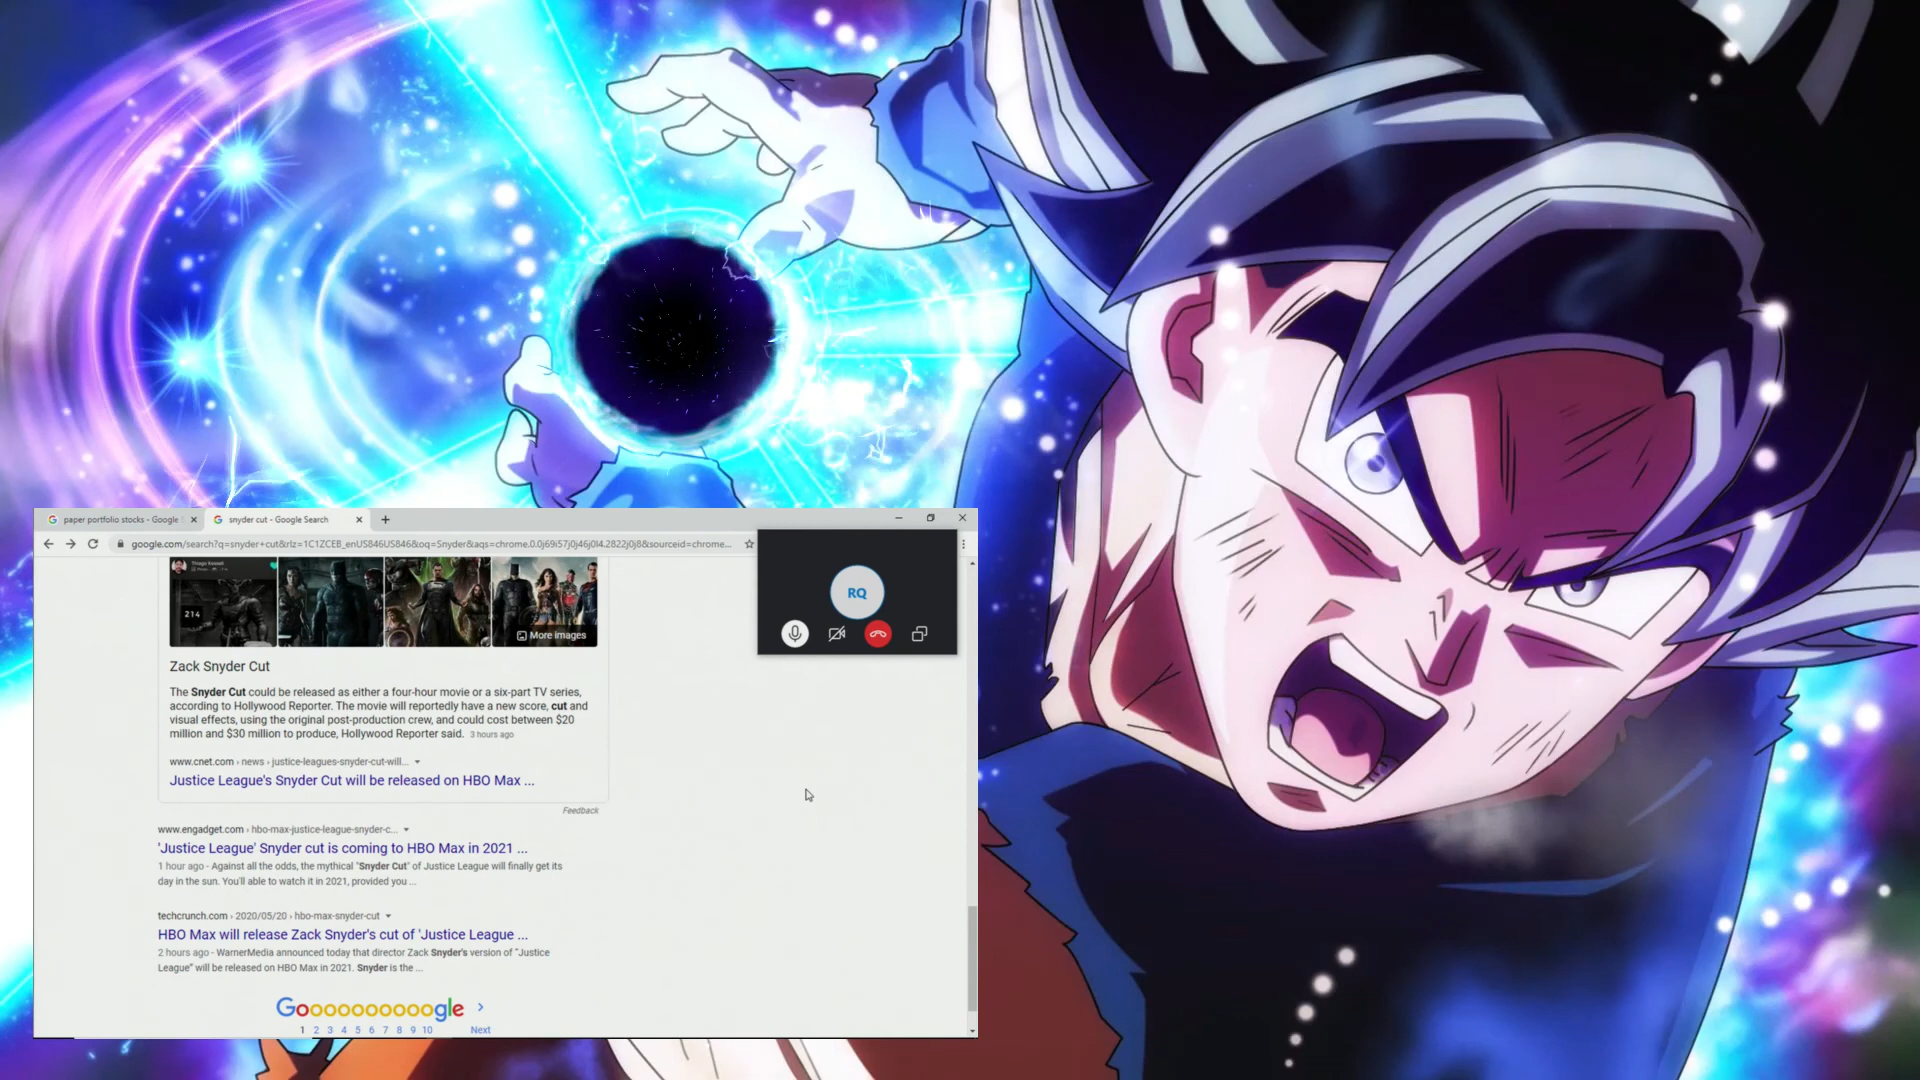 paper portfolio stocks - Google
snyder cut - Google Search
google.com/search?q=snyder+cut&rlz=1C1ZCEB_enUS846US846&oq=Snyder&aqs=chrome.0.0j69i57j0j46j0l4.2822j0j8&sourceid=chrome...
RQ
214
More images
Zack Snyder Cut
The Snyder Cut could be released as either a four-hour movie or a six-part TV series,
according to Hollywood Reporter. The movie will reportedly have a new score, cut and
visual effects, using the original post-production crew, and could cost between $20
million and $30 million to produce, Hollywood Reporter said. 3 hours ago
www.cnet.com › news › justice-leagues-snyder-cut-will...
Justice League's Snyder Cut will be released on HBO Max ...
Feedback
www.engadget.com › hbo-max-justice-league-snyder-c...
'Justice League' Snyder cut is coming to HBO Max in 2021 ...
1 hour ago - Against all the odds, the mythical "Snyder Cut" of Justice League will finally get its
day in the sun. You'll able to watch it in 2021, provided you ...
techcrunch.com › 2020/05/20 › hbo-max-snyder-cut
HBO Max will release Zack Snyder's cut of 'Justice League ...
2 hours ago - WarnerMedia announced today that director Zack Snyder's version of "Justice
League" will be released on HBO Max in 2021. Snyder is the ...
Goooooooooogle >
1 2 3 4 5 6 7 8 9 10 Next